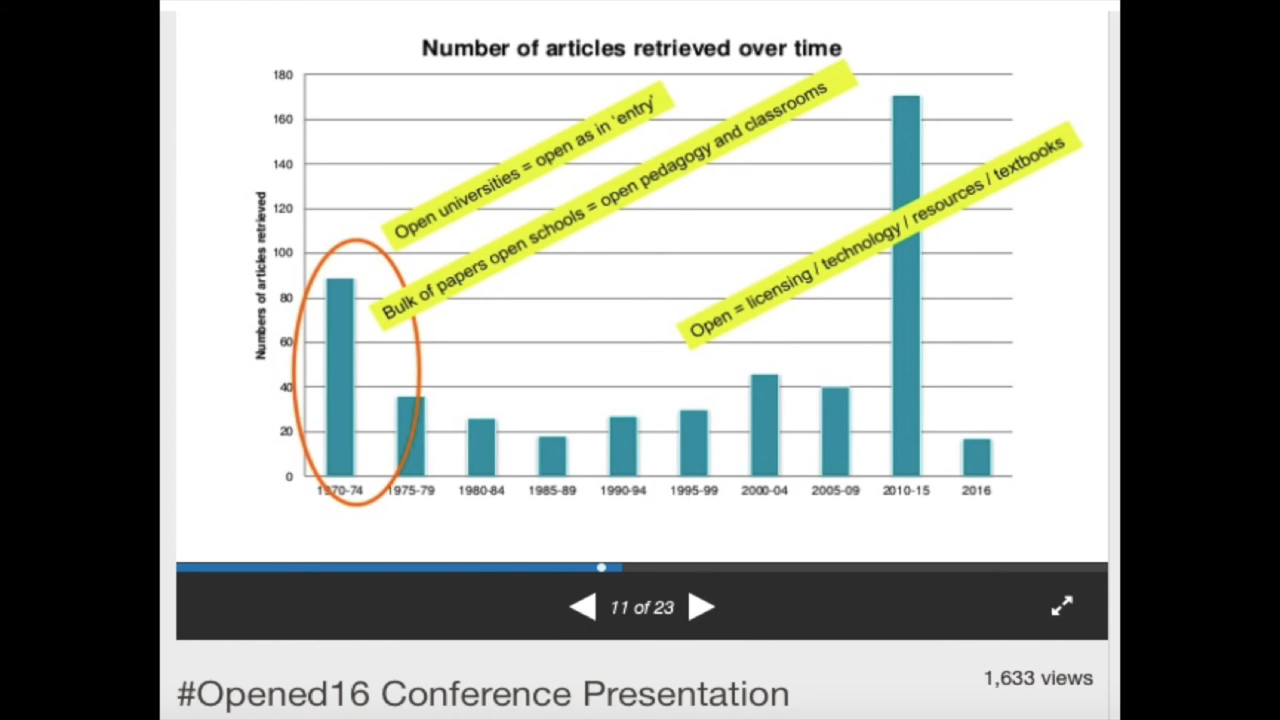 Number of articles retrieved over time
Numbers of articles retrieved
180
160
140
120
100
80
60
40
20
0
Open universities = open as in 'entry'
Bulk of papers open schools = open pedagogy and classrooms
Open = licensing / technology / resources / textbooks
1970-74
1975-79
1980-84
1985-89
1990-94
1995-99
2000-04
2005-09
2010-15
2016
11 of 23
#Opened16 Conference Presentation
1,633 views